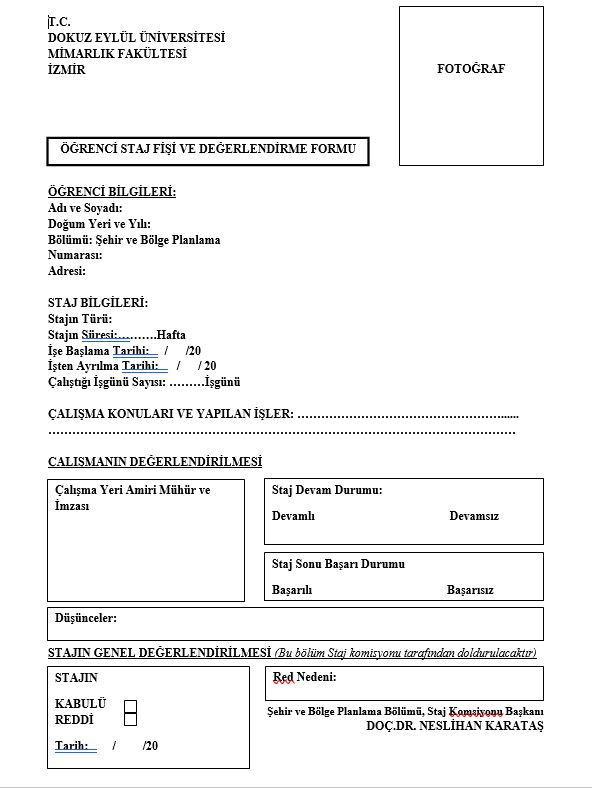 T.C.
DOKUZ EYLÜL ÜNİVERSİTESİ
MİMARLIK FAKÜLTESİ
İZMİR
FOTOĞRAF
ÖĞRENCİ STAJ FİŞİ VE DEĞERLENDİRME FORMU
ÖĞRENCİ BİLGİLERİ:
Adı ve Soyadı:
Doğum Yeri ve Yılı:
Bölümü: Şehir ve Bölge Planlama
Numarası:
Adresi:
STAJ BİLGİLERİ:
Stajın Türü:
Stajın Süresi:……….Hafta
İşe Başlama Tarihi:    /    /20
İşten Ayrılma Tarihi:    /    / 20
Çalıştığı İşgünü Sayısı: ………İşgünü
ÇALIŞMA KONULARI VE YAPILAN İŞLER: ……………………………………………......
………………………………………………………………………………………………………
CALISMANIN DEĞERLENDİRİLMESİ
Çalışma Yeri Amiri Mühür ve
İmzası
Staj Devam Durumu:
Devamlı    Devamsız
Staj Sonu Başarı Durumu
Başarılı    Başarısız
Düşünceler:
STAJIN GENEL DEĞERLENDİRİLMESİ (Bu bölüm Staj komisyonu tarafından doldurulacaktır)
STAJIN
KABULÜ
REDDİ
Tarih:    /    /20
Red Nedeni:
Şehir ve Bölge Planlama Bölümü, Staj Komsiyonu Başkanı
DOÇ.DR. NESLİHAN KARATAŞ